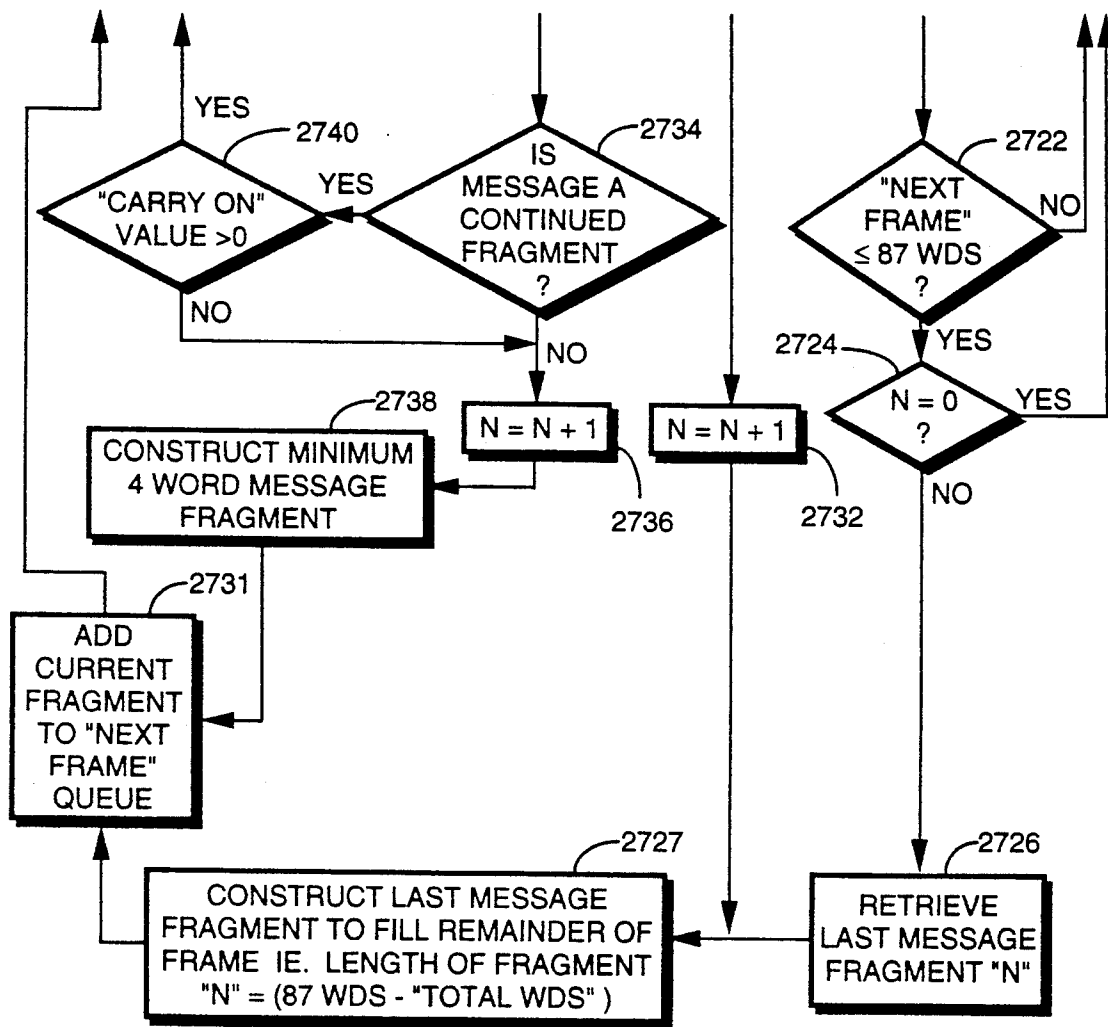 YES
2740
"CARRY ON"
VALUE >0
NO
YES
2734
IS
MESSAGE A
CONTINUED
FRAGMENT
?
NO
2722
"NEXT
FRAME"
≤ 87 WDS
?
NO
YES
2724
N = 0
?
YES
NO
2738
CONSTRUCT MINIMUM
4 WORD MESSAGE
FRAGMENT
N = N + 1
2736
N = N + 1
2732
2731
ADD
CURRENT
FRAGMENT
TO "NEXT
FRAME"
QUEUE
2727
CONSTRUCT LAST MESSAGE
FRAGMENT TO FILL REMAINDER OF
FRAME IE. LENGTH OF FRAGMENT
"N" = (87 WDS - "TOTAL WDS" )
2726
RETRIEVE
LAST MESSAGE
FRAGMENT "N"